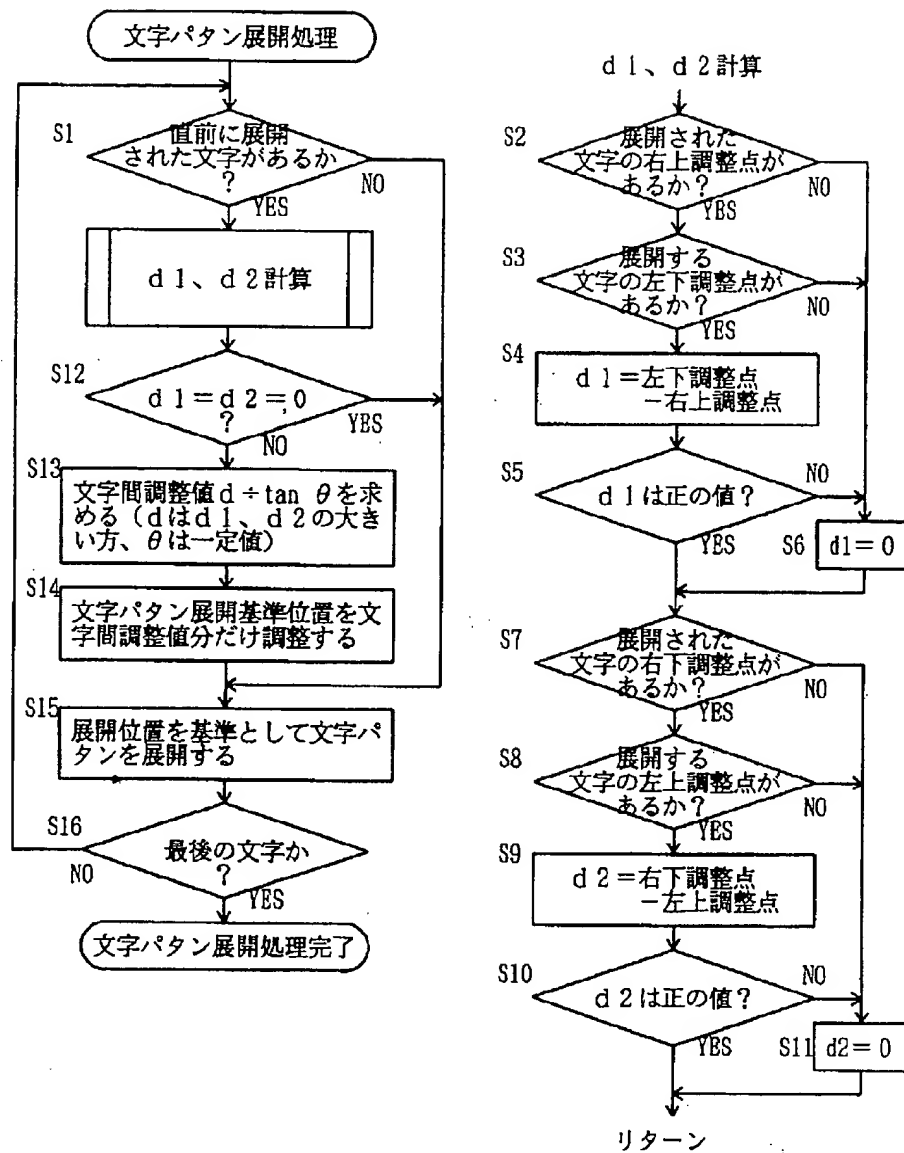 文字パタン展開処理
S1
直前に展開
された文字があるか
?
NO
YES
d1、d2計算
S12
d1=d2=0
?
YES
NO
S13
文字間調整値d÷tan θを求
める(dはd1、d2の大き
い方、θは一定値)
S14
文字パタン展開基準位置を文
字間調整値分だけ調整する
S15
展開位置を基準として文字パ
タンを展開する
S16
最後の文字か
?
NO
YES
文字パタン展開処理完了
d1、d2計算
S2
展開された
文字の右上調整点が
あるか?
NO
YES
S3
展開する
文字の左下調整点が
あるか?
NO
YES
S4
d1=左下調整点
-右上調整点
S5
d1は正の値?
NO
YES
S6
d1=0
S7
展開された
文字の右下調整点が
あるか?
NO
YES
S8
展開する
文字の左上調整点が
あるか?
NO
YES
S9
d2=右下調整点
-左上調整点
S10
d2は正の値?
NO
YES
S11
d2=0
リターン